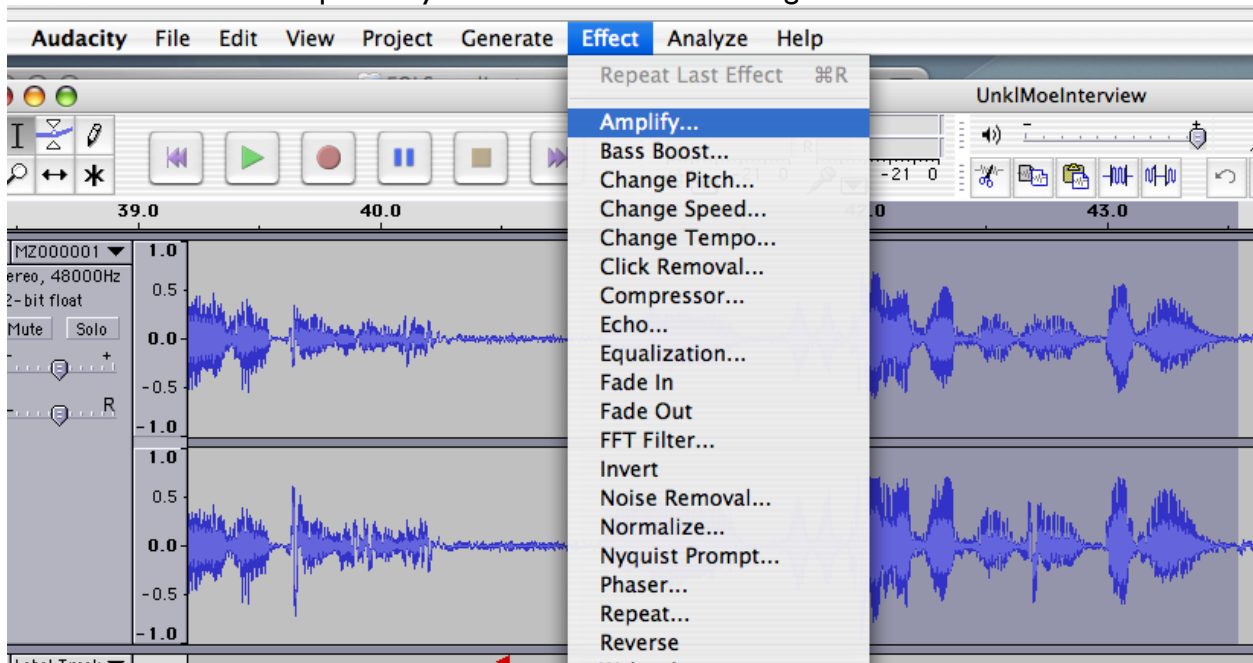 Audacity File Edit View Project Generate Effect Analyze Help
Repeat Last Effect ⌘R
UnklMoeInterview
Amplify...
Bass Boost...
Change Pitch...
-21 0
Change Speed...
39.0 40.0 .0 43.0
Change Tempo...
MZ000001 1.0
ereo, 48000Hz
Click Removal...
2-bit float 0.5
Compressor...
Mute Solo
Echo...
0.0
- +
Equalization...
-0.5
Fade In
R
Fade Out
-1.0
FFT Filter...
1.0
Invert
0.5
Noise Removal...
Normalize...
0.0
Nyquist Prompt...
Phaser...
-0.5
Repeat...
-1.0
Reverse